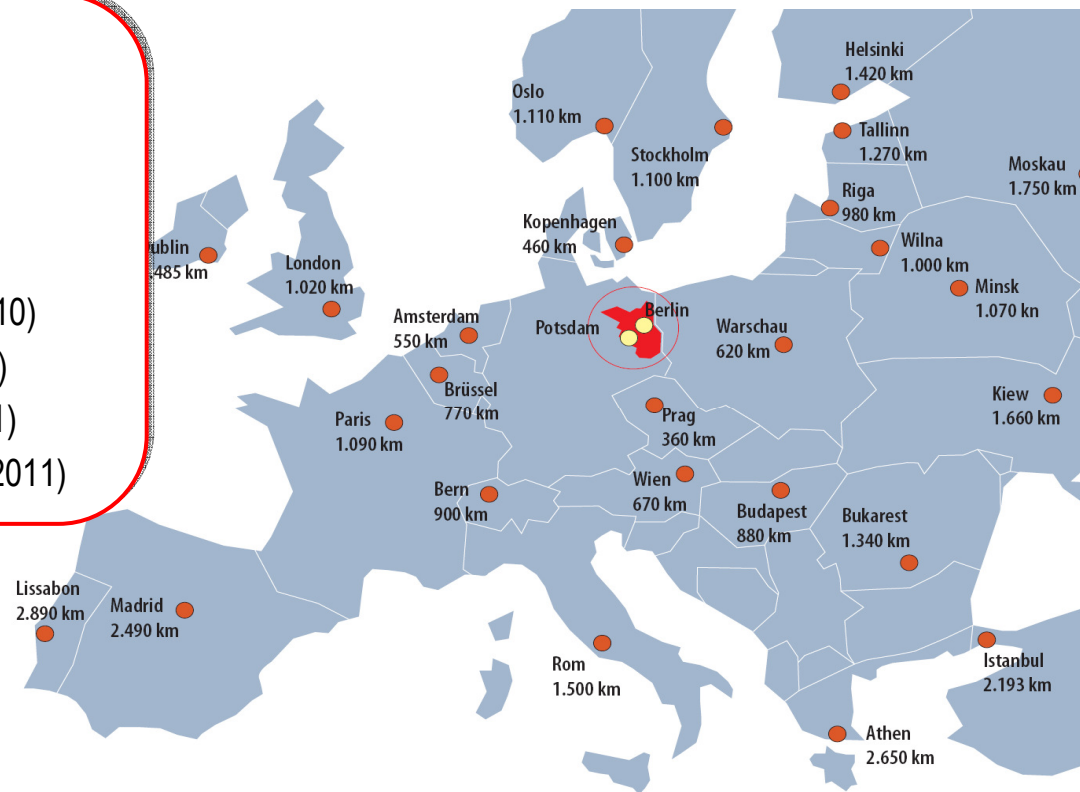 10)
)
1)
2011)
Helsinki
1.420 km
Oslo
1.110 km
Tallinn
1.270 km
Stockholm
1.100 km
Moskau
1.750 km
Riga
980 km
Kopenhagen
460 km
Wilna
1.000 km
ublin
.485 km
London
1.020 km
Minsk
1.070 kn
Amsterdam
550 km
Potsdam
Berlin
Warschau
620 km
Brüssel
770 km
Kiew
1.660 km
Paris
1.090 km
Prag
360 km
Bern
900 km
Wien
670 km
Budapest
880 km
Bukarest
1.340 km
Lissabon
2.890 km
Madrid
2.490 km
Rom
1.500 km
Istanbul
2.193 km
Athen
2.650 km